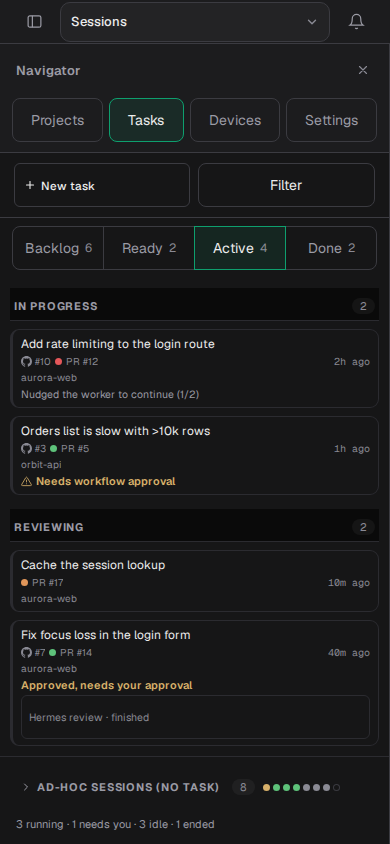 Sessions
Navigator
Projects Tasks Devices Settings
+ New task Filter
Backlog 6 Ready 2 Active 4 Done 2
IN PROGRESS 2
Add rate limiting to the login route
#10 PR #12 2h ago
aurora-web
Nudged the worker to continue (1/2)
Orders list is slow with >10k rows
#3 PR #5 1h ago
orbit-api
Needs workflow approval
REVIEWING 2
Cache the session lookup
PR #17 10m ago
aurora-web
Fix focus loss in the login form
#7 PR #14 40m ago
aurora-web
Approved, needs your approval
Hermes review · finished
AD-HOC SESSIONS (NO TASK) 8
3 running · 1 needs you · 3 idle · 1 ended